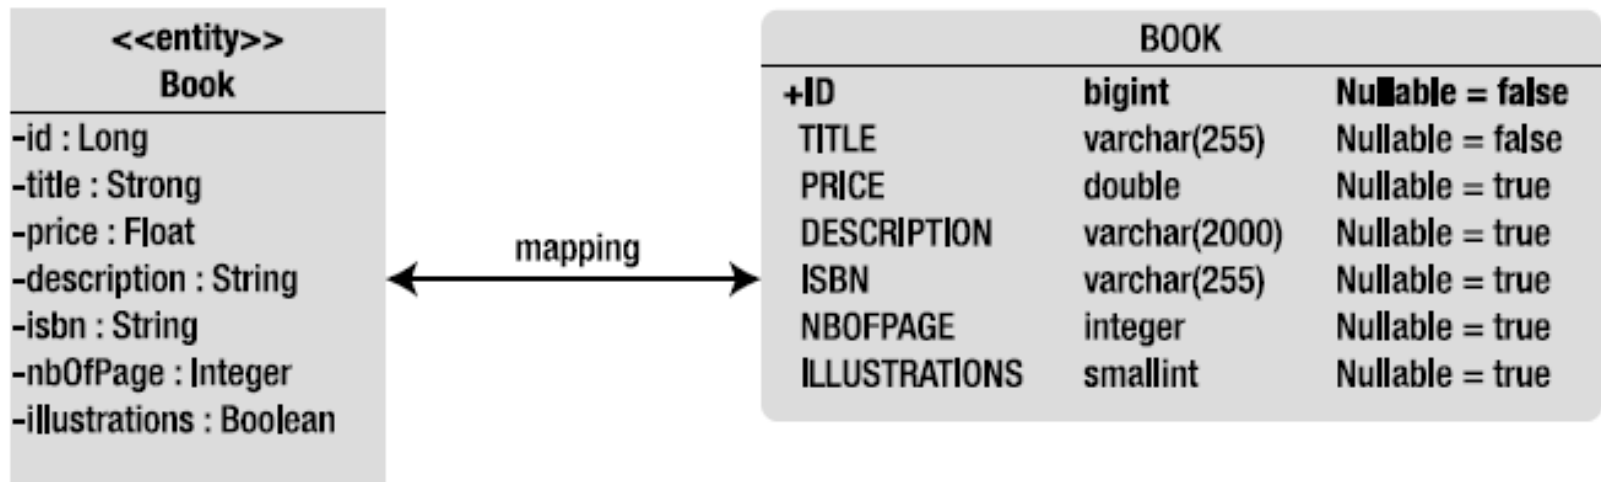 <<entity>>
Book
-id : Long
-title : Strong
-price : Float
-description : String
-isbn : String
-nbOfPage : Integer
-illustrations : Boolean
mapping
BOOK
+ID bigint Nullable = false
TITLE varchar(255) Nullable = false
PRICE double Nullable = true
DESCRIPTION varchar(2000) Nullable = true
ISBN varchar(255) Nullable = true
NBOFPAGE integer Nullable = true
ILLUSTRATIONS smallint Nullable = true